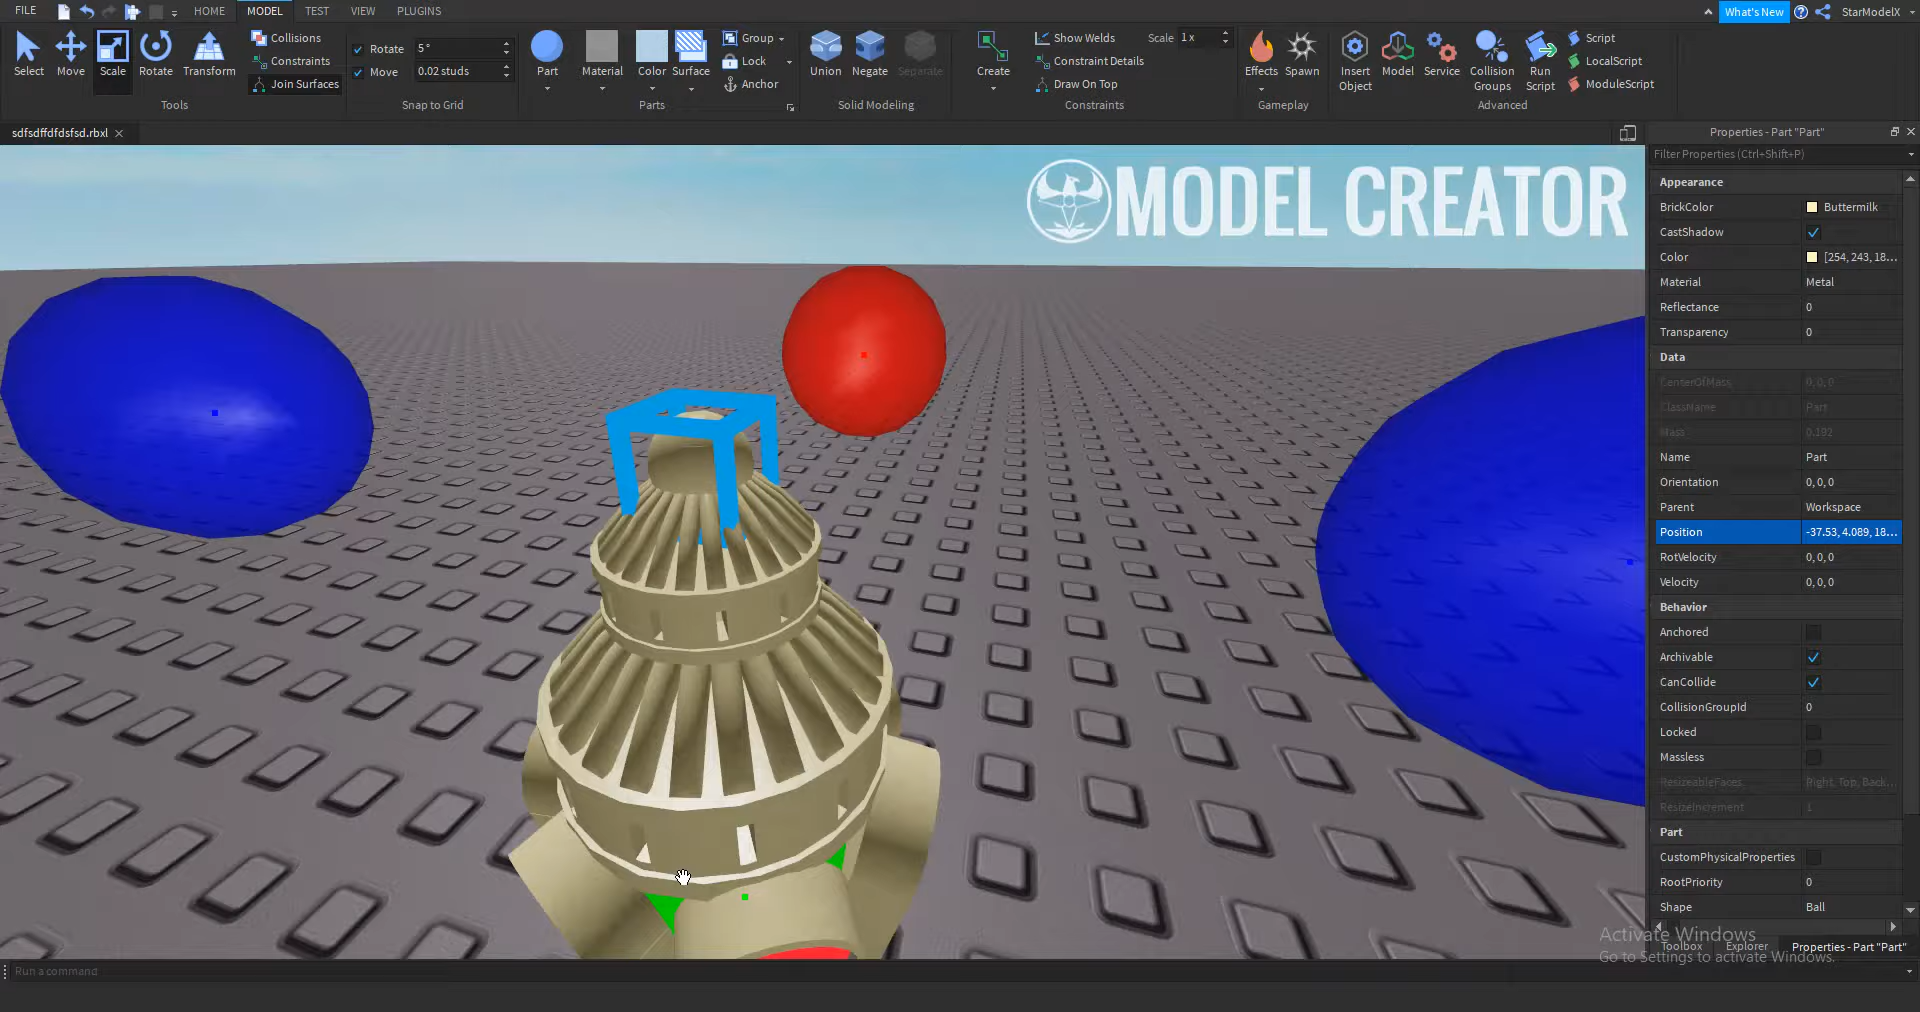 FILE HOME MODEL TEST VIEW PLUGINS What's New StarModelX
Select Move Scale Rotate Transform
Collisions
Constraints
Join Surfaces
Tools
Rotate 5 °
Move 0.02 studs
Snap to Grid
Part Material Color Surface
Group
Lock
Anchor
Parts
Union Negate Separate
Solid Modeling
Create
Show Welds Scale 1 x
Constraint Details
Draw On Top
Constraints
Effects Spawn
Gameplay
Insert Object Model Service Collision Groups Run Script
Script
LocalScript
ModuleScript
Advanced
sdfsdffdfdsfsd.rbxl
MODEL CREATOR
Properties - Part "Part"
Filter Properties (Ctrl+Shift+P)
Appearance
BrickColor Buttermilk
CastShadow
Color [254, 243, 18...
Material Metal
Reflectance 0
Transparency 0
Data
CenterOfMass 0, 0, 0
ClassName Part
Mass 0.192
Name Part
Orientation 0, 0, 0
Parent Workspace
Position -37.53, 4.089, 18...
RotVelocity 0, 0, 0
Velocity 0, 0, 0
Behavior
Anchored
Archivable
CanCollide
CollisionGroupId 0
Locked
Massless
ResizeableFaces Right, Top, Back...
ResizeIncrement 1
Part
CustomPhysicalProperties
RootPriority 0
Shape Ball
Activate Windows
Go to Settings to activate Windows.
Toolbox Explorer Properties - Part "Part"
Run a command